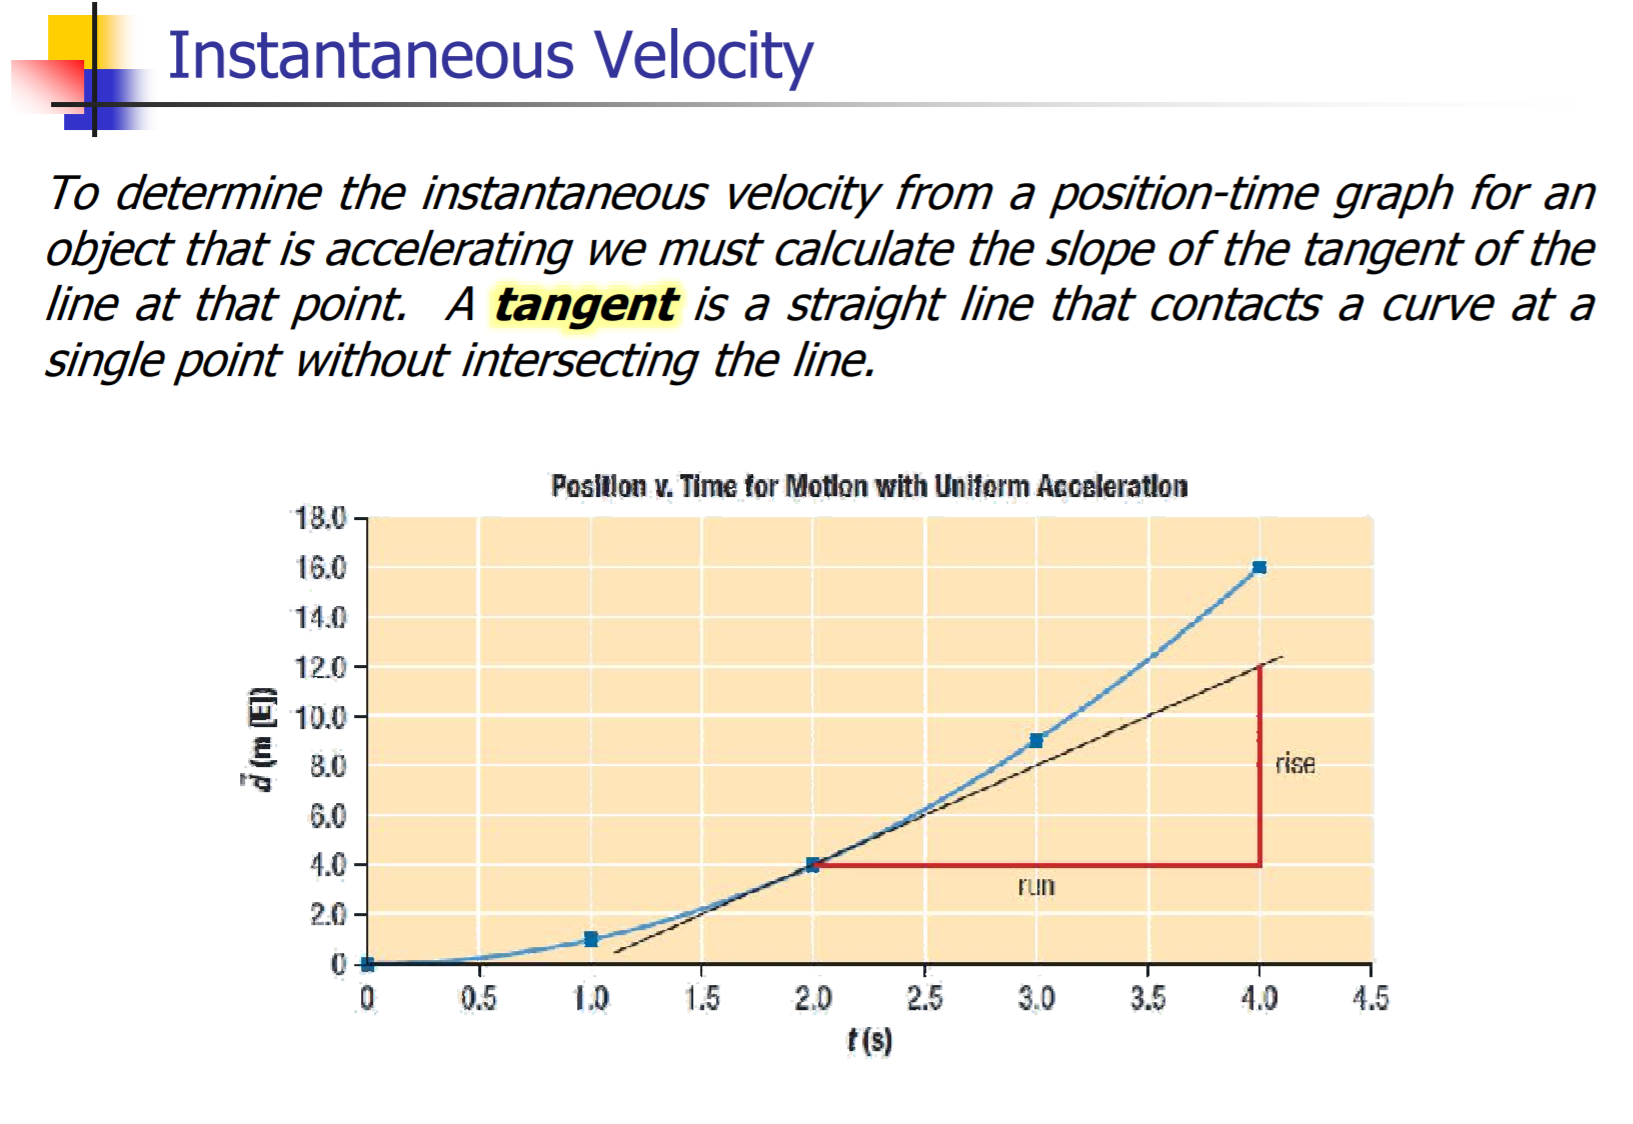 Instantaneous Velocity
To determine the instantaneous velocity from a position-time graph for an
object that is accelerating we must calculate the slope of the tangent of the
line at that point. A tangent is a straight line that contacts a curve at a
single point without intersecting the line.
Position v. Time for Motion with Uniform Acceleration
18.0
16.0
14.0
12.0
10.0
8.0
6.0
4.0
2.0
0
d⃗ (m [E])
rise
run
0 0.5 1.0 1.5 2.0 2.5 3.0 3.5 4.0 4.5
t (s)